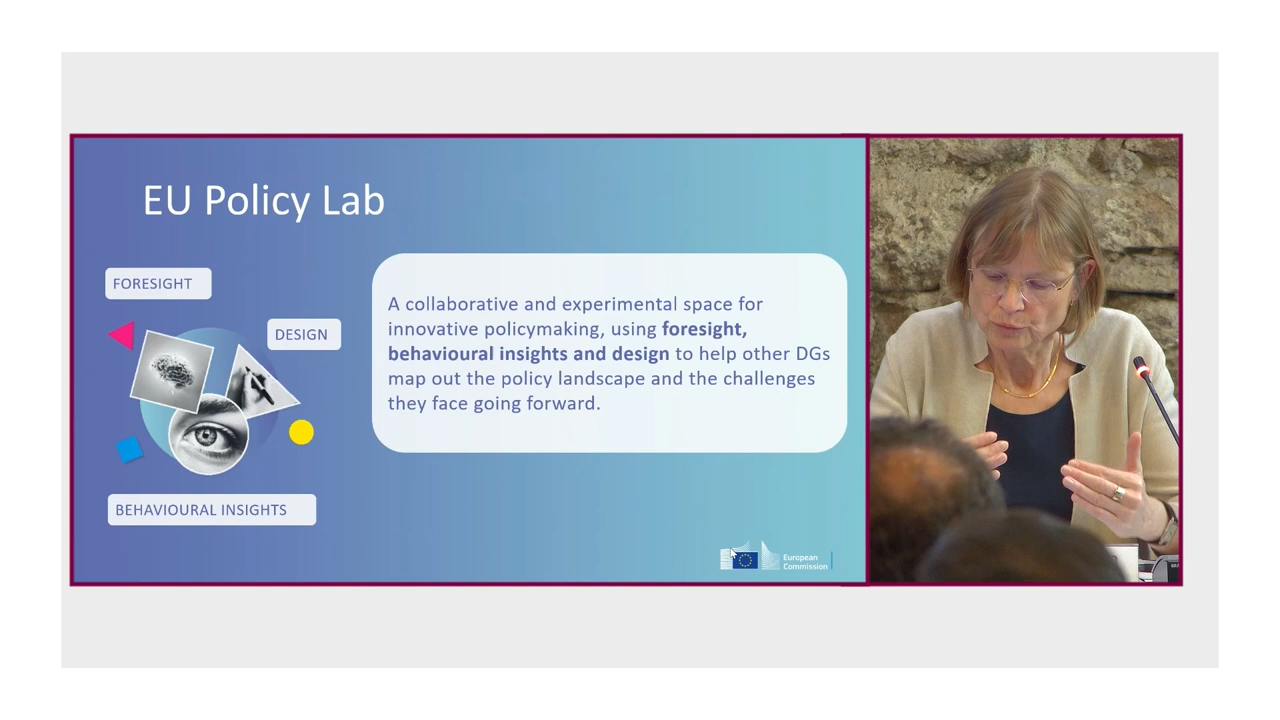 EU Policy Lab
FORESIGHT
DESIGN
BEHAVIOURAL INSIGHTS
A collaborative and experimental space for
innovative policymaking, using foresight,
behavioural insights and design to help other DGs
map out the policy landscape and the challenges
they face going forward.
European
Commission